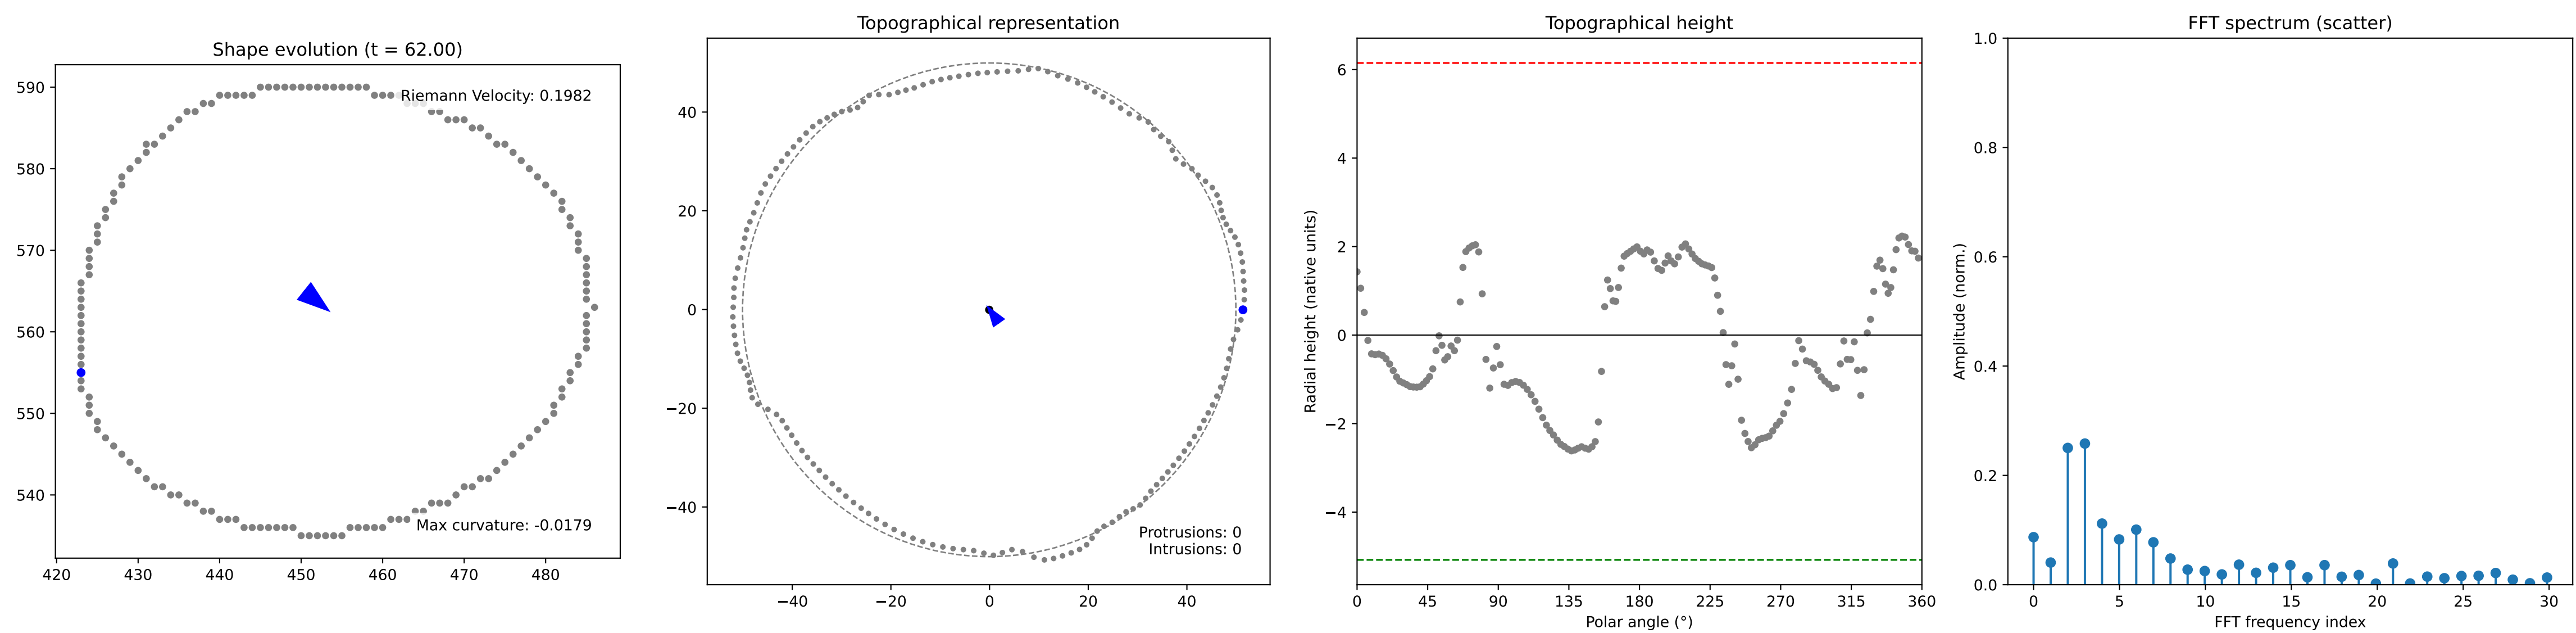 Shape evolution (t = 62.00)
590
580
570
560
550
540
420 430 440 450 460 470 480
Riemann Velocity: 0.1982
Max curvature: -0.0179
Topographical representation
40
20
0
−20
−40
−40 −20 0 20 40
Protrusions: 0
Intrusions: 0
Topographical height
Radial height (native units)
6
4
2
0
−2
−4
0 45 90 135 180 225 270 315 360
Polar angle (°)
FFT spectrum (scatter)
Amplitude (norm.)
1.0
0.8
0.6
0.4
0.2
0.0
0 5 10 15 20 25 30
FFT frequency index